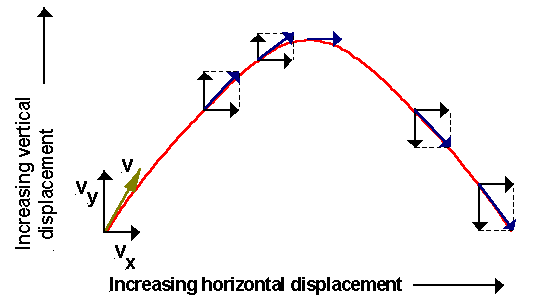 Increasing vertical
displacement
v
vy
vx
Increasing horizontal displacement